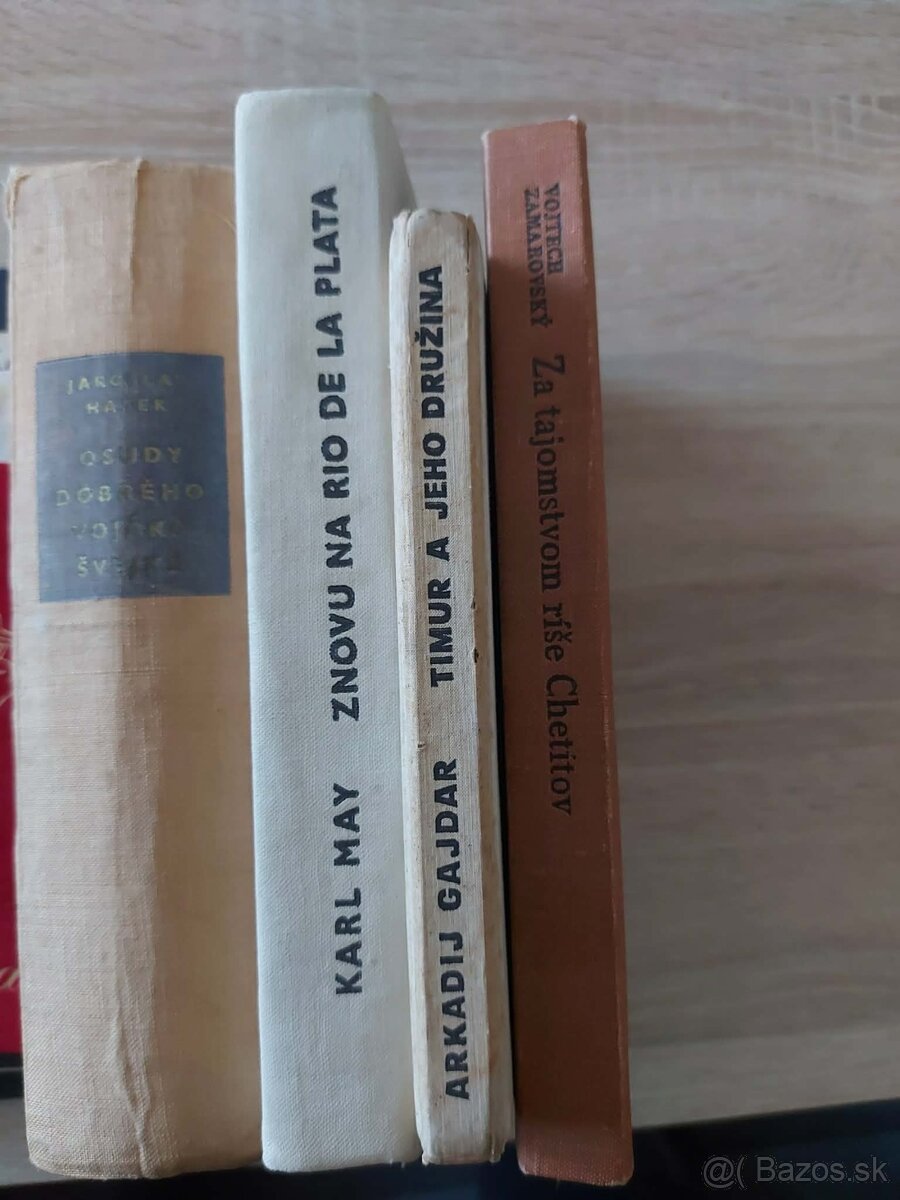 JAROSLAV
HAŠEK
OSUDY
DOBRÉHO
VOJÁKA
ŠVEJKA
KARL MAY ZNOVU NA RIO DE LA PLATA
ARKADIJ GAJDAR TIMUR A JEHO DRUŽINA
VOJTECH
ZAMAROVSKÝ
Za tajomstvom ríše Chetitov
@( Bazos.sk